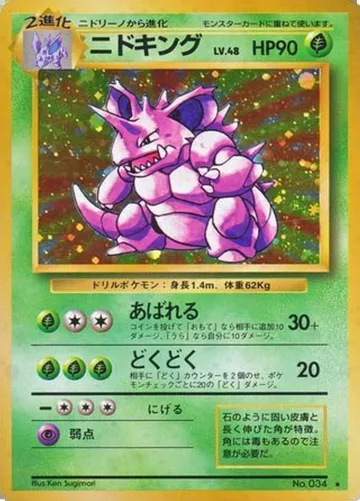 2進化 ニドリーノから進化 モンスターカードに重ねて使います。
ニドキング LV.48 HP90
ドリルポケモン:身長1.4m、体重62Kg
あばれる 30+
コインを投げて「おもて」なら相手に追加10
ダメージ、「うら」なら自分に10ダメージ。
どくどく 20
相手に「どく」カウンターを2個のせ、ポケ
モンチェックごとに20の「どく」ダメージ。
にげる
弱点
石のように固い皮膚と
長く伸びた角が特徴。
角には毒もあるので注
意が必要だ。
Illus.Ken Sugimori
No.034 ★